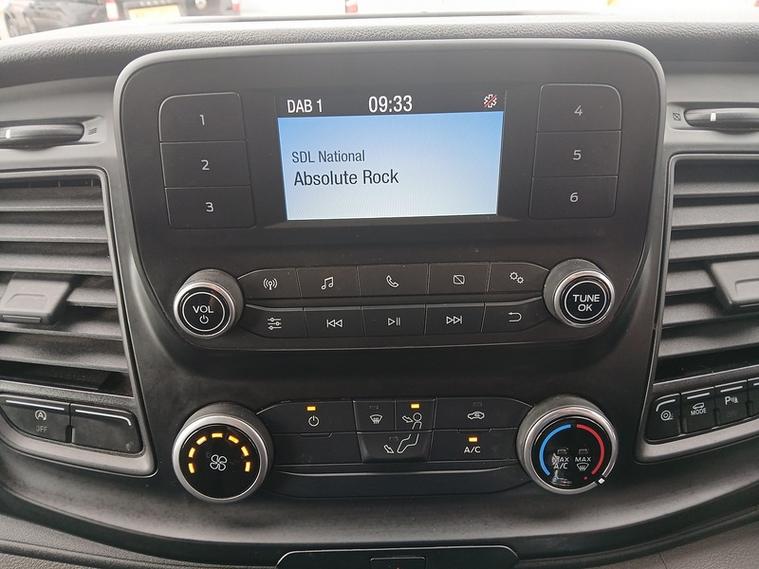 DAB 1 09:33
SDL National
Absolute Rock
1
2
3
4
5
6
VOL
TUNE
OK
A
OFF
A/C
MAX
A/C
MAX
MODE
P